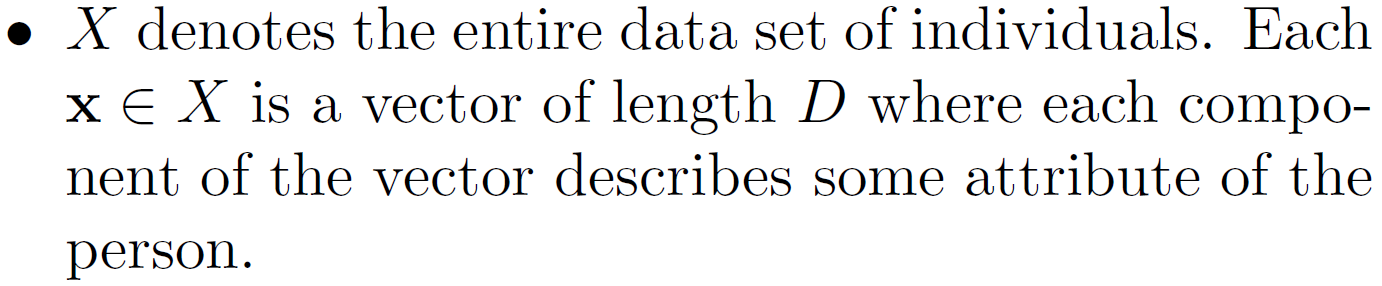 • X denotes the entire data set of individuals. Each
x ∈ X is a vector of length D where each compo-
nent of the vector describes some attribute of the
person.